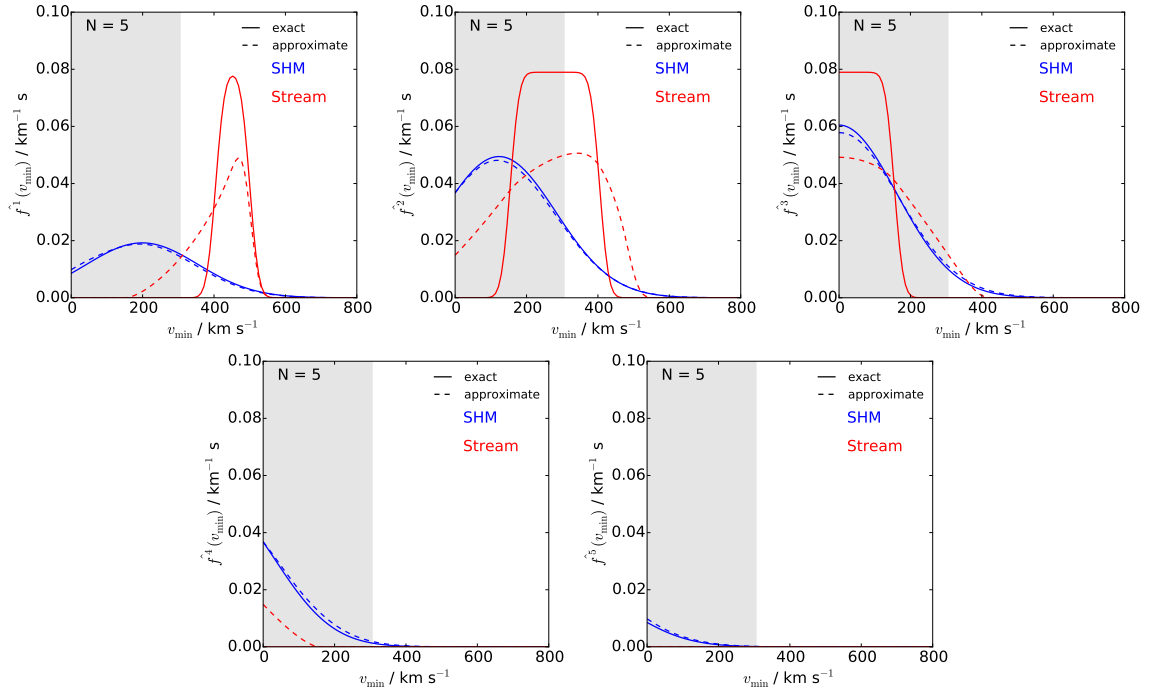 N = 5
exact
approximate
SHM
Stream
0.10
0.08
0.06
0.04
0.02
0.00
f̂¹(v_min) / km⁻¹ s
0 200 400 600 800
v_min / km s⁻¹
N = 5
exact
approximate
SHM
Stream
0.10
0.08
0.06
0.04
0.02
0.00
f̂²(v_min) / km⁻¹ s
0 200 400 600 800
v_min / km s⁻¹
N = 5
exact
approximate
SHM
Stream
0.10
0.08
0.06
0.04
0.02
0.00
f̂³(v_min) / km⁻¹ s
0 200 400 600 800
v_min / km s⁻¹
N = 5
exact
approximate
SHM
Stream
0.10
0.08
0.06
0.04
0.02
0.00
f̂⁴(v_min) / km⁻¹ s
0 200 400 600 800
v_min / km s⁻¹
N = 5
exact
approximate
SHM
Stream
0.10
0.08
0.06
0.04
0.02
0.00
f̂⁵(v_min) / km⁻¹ s
0 200 400 600 800
v_min / km s⁻¹